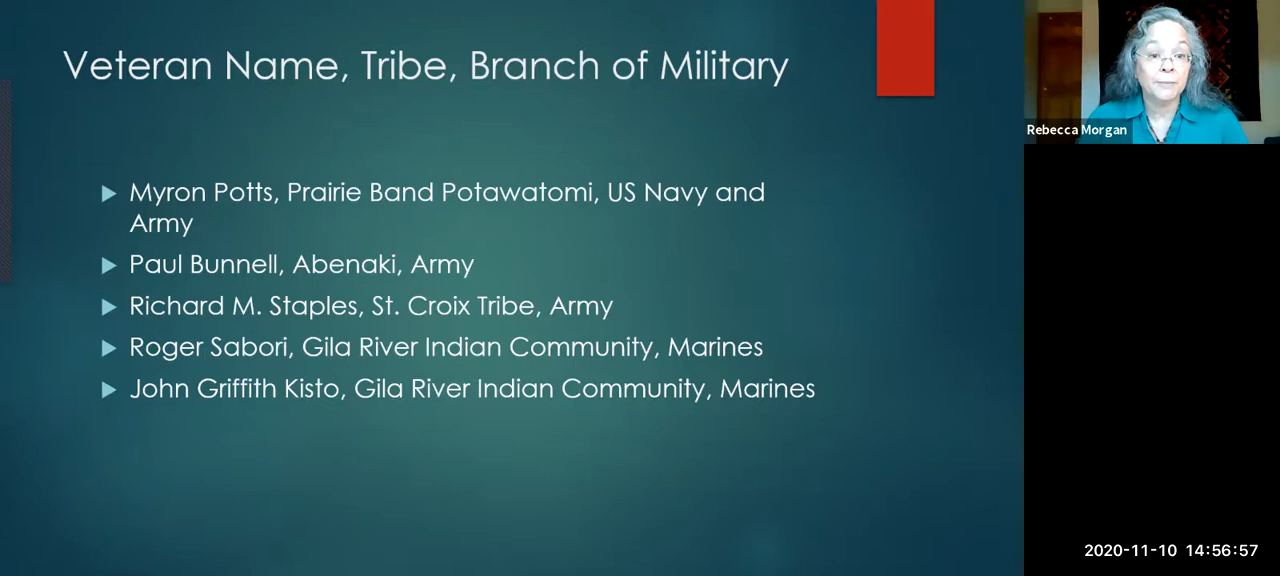 Veteran Name, Tribe, Branch of Military
Myron Potts, Prairie Band Potawatomi, US Navy and
Army
Paul Bunnell, Abenaki, Army
Richard M. Staples, St. Croix Tribe, Army
Roger Sabori, Gila River Indian Community, Marines
John Griffith Kisto, Gila River Indian Community, Marines
Rebecca Morgan
2020-11-10 14:56:57